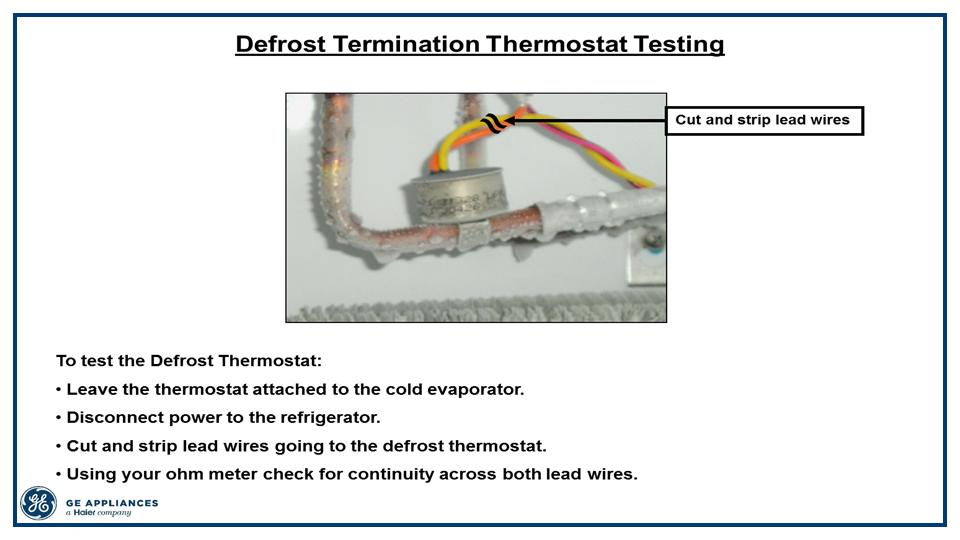 Defrost Termination Thermostat Testing
Cut and strip lead wires
To test the Defrost Thermostat:
• Leave the thermostat attached to the cold evaporator.
• Disconnect power to the refrigerator.
• Cut and strip lead wires going to the defrost thermostat.
• Using your ohm meter check for continuity across both lead wires.
GE APPLIANCES
a Haier company